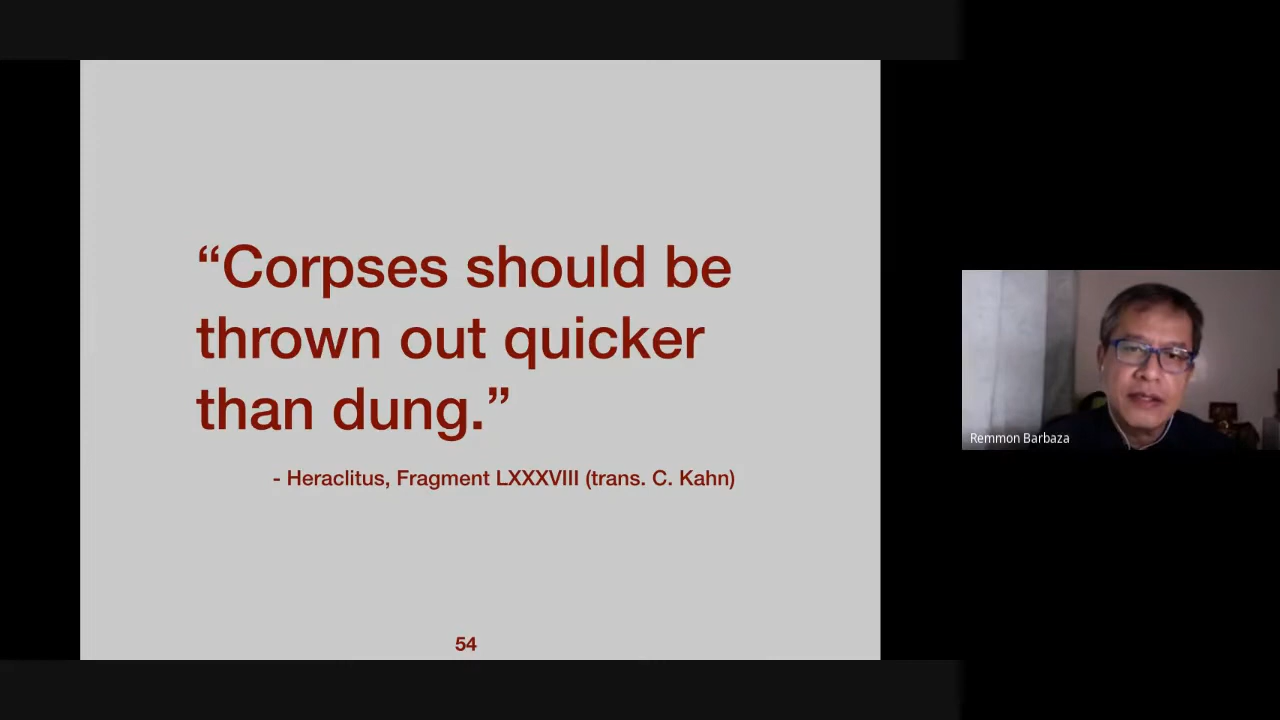 “Corpses should be
thrown out quicker
than dung.”
- Heraclitus, Fragment LXXXVIII (trans. C. Kahn)
54
Remmon Barbaza